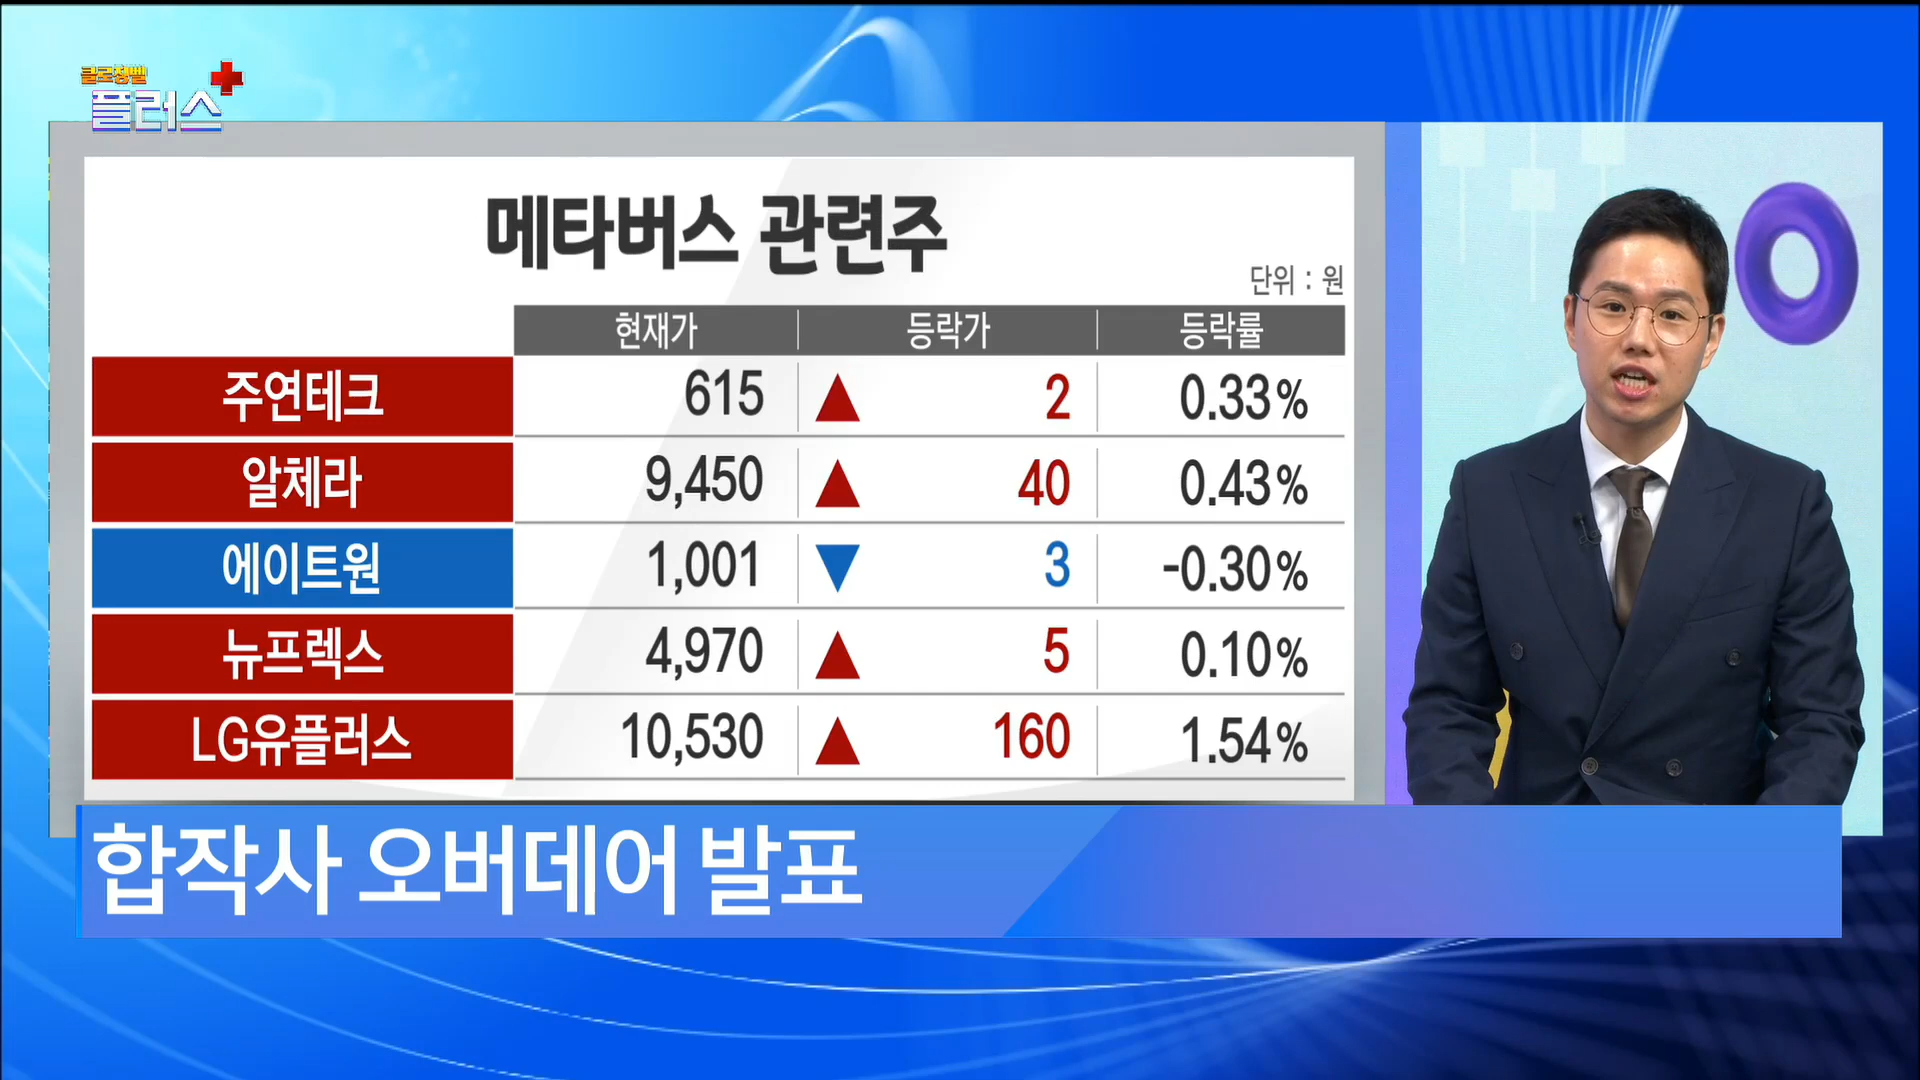 클로징벨
플러스
메타버스 관련주
단위 : 원
현재가 등락가 등락률
주연테크 615 ▲ 2 0.33%
알체라 9,450 ▲ 40 0.43%
에이트원 1,001 ▼ 3 -0.30%
뉴프렉스 4,970 ▲ 5 0.10%
LG유플러스 10,530 ▲ 160 1.54%
합작사 오버데어 발표